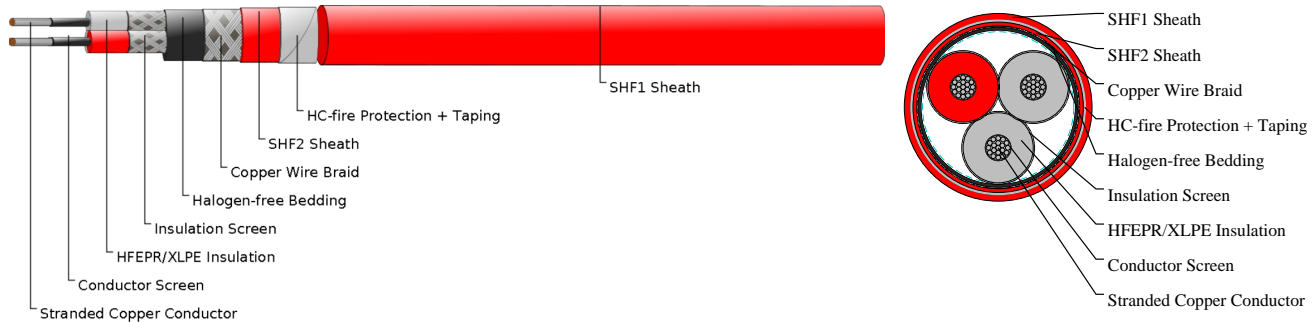 SHF1 Sheath
HC-fire Protection + Taping
SHF2 Sheath
Copper Wire Braid
Halogen-free Bedding
Insulation Screen
HFEPR/XLPE Insulation
Conductor Screen
Stranded Copper Conductor
SHF1 Sheath
SHF2 Sheath
Copper Wire Braid
HC-fire Protection + Taping
Halogen-free Bedding
Insulation Screen
HFEPR/XLPE Insulation
Conductor Screen
Stranded Copper Conductor